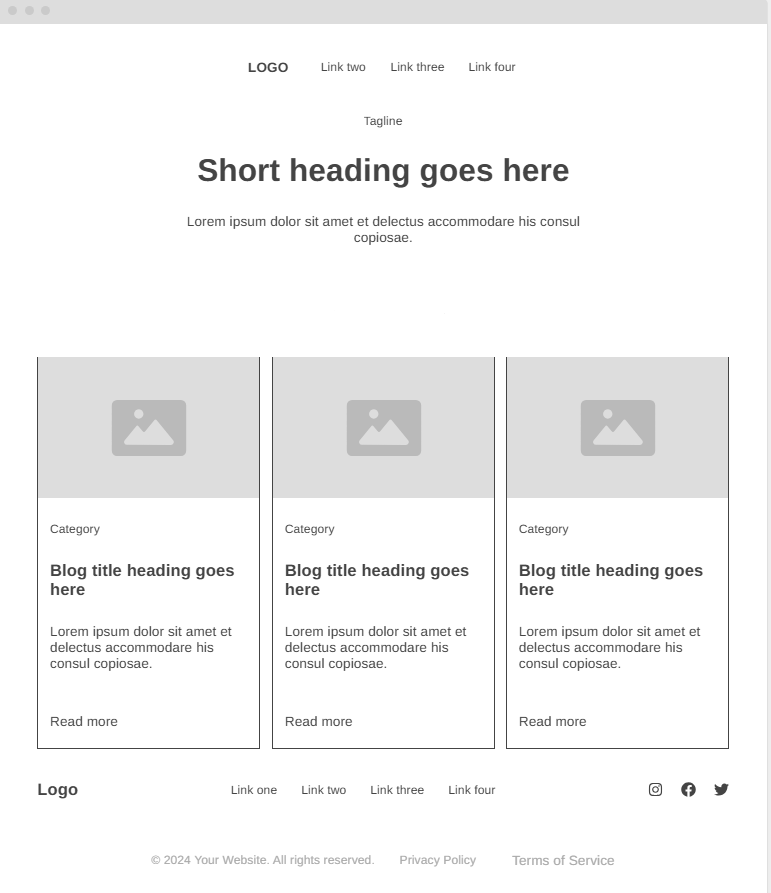 LOGO Link two Link three Link four
Tagline
Short heading goes here
Lorem ipsum dolor sit amet et delectus accommodare his consul
copiosae.
Category
Blog title heading goes
here
Lorem ipsum dolor sit amet et
delectus accommodare his
consul copiosae.
Read more
Category
Blog title heading goes
here
Lorem ipsum dolor sit amet et
delectus accommodare his
consul copiosae.
Read more
Category
Blog title heading goes
here
Lorem ipsum dolor sit amet et
delectus accommodare his
consul copiosae.
Read more
Logo Link one Link two Link three Link four
© 2024 Your Website. All rights reserved. Privacy Policy Terms of Service